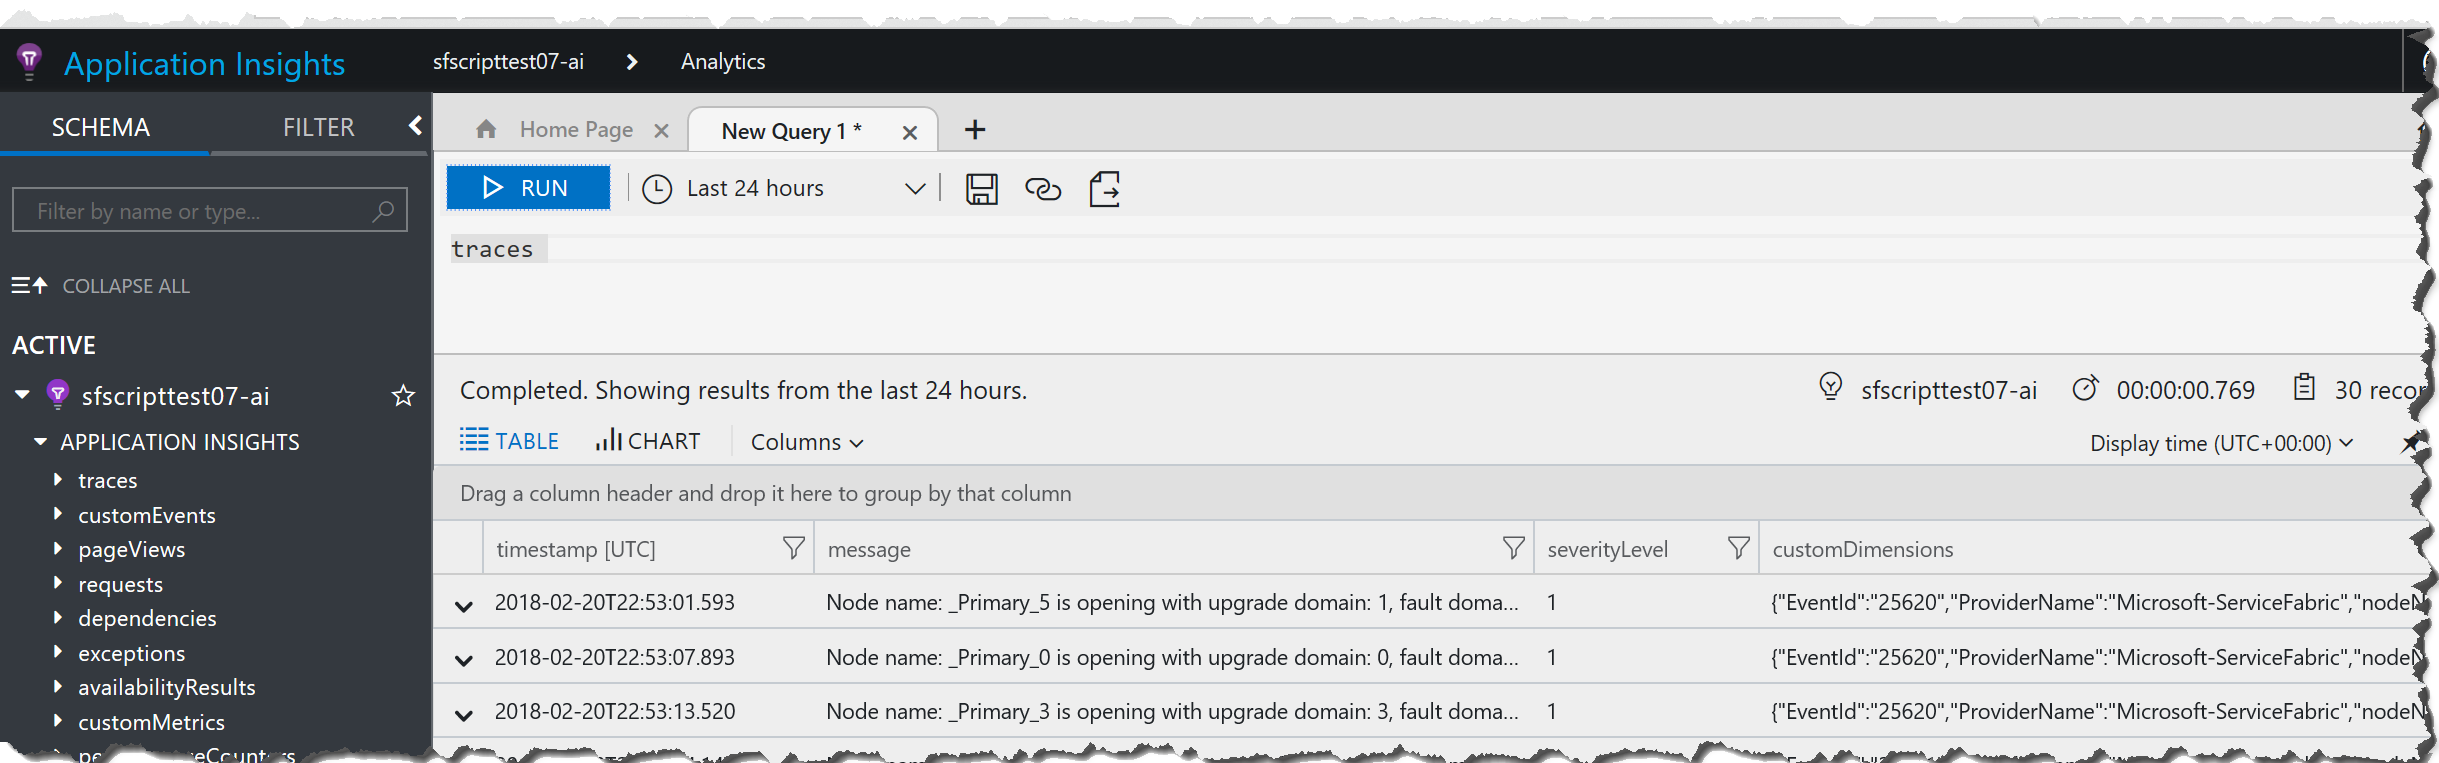 Application Insights
sfscripttest07-ai
Analytics
SCHEMA
FILTER
Home Page
New Query 1 *
RUN
Last 24 hours
Filter by name or type...
traces
COLLAPSE ALL
ACTIVE
sfscripttest07-ai
APPLICATION INSIGHTS
traces
customEvents
pageViews
requests
dependencies
exceptions
availabilityResults
customMetrics
Completed. Showing results from the last 24 hours.
sfscripttest07-ai
00:00:00.769
30 recor
TABLE
CHART
Columns
Display time (UTC+00:00)
Drag a column header and drop it here to group by that column
timestamp [UTC] message severityLevel customDimensions
2018-02-20T22:53:01.593 Node name: _Primary_5 is opening with upgrade domain: 1, fault doma... 1 {"EventId":"25620","ProviderName":"Microsoft-ServiceFabric","nodeN
2018-02-20T22:53:07.893 Node name: _Primary_0 is opening with upgrade domain: 0, fault doma... 1 {"EventId":"25620","ProviderName":"Microsoft-ServiceFabric","nodeN
2018-02-20T22:53:13.520 Node name: _Primary_3 is opening with upgrade domain: 3, fault doma... 1 {"EventId":"25620","ProviderName":"Microsoft-ServiceFabric","nodeN